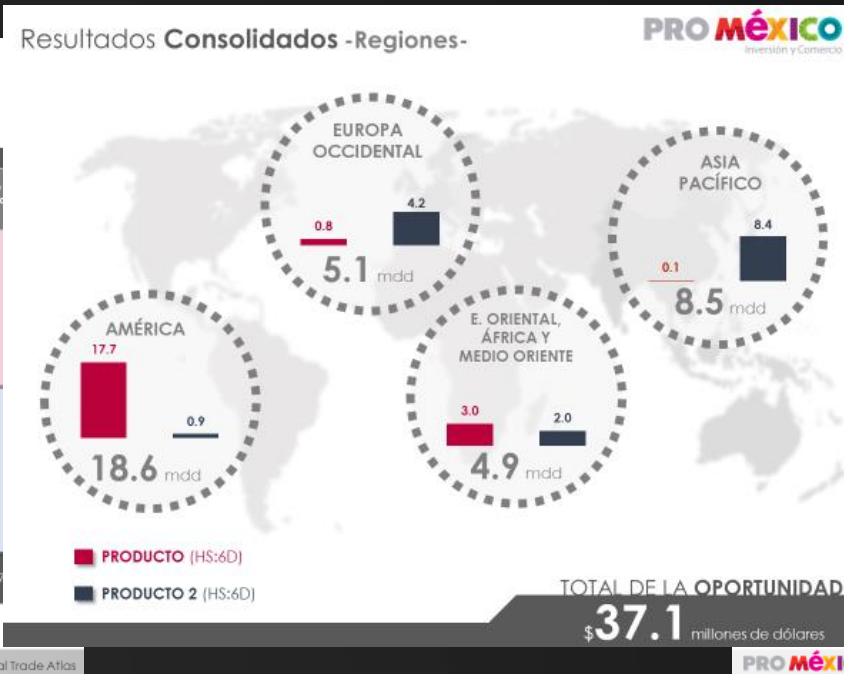 Resultados Consolidados -Regiones-
PRO MéXICO
Inversión y Comercio
EUROPA
OCCIDENTAL
0.8
4.2
5.1 mdd
ASIA
PACÍFICO
0.1
8.4
8.5 mdd
AMÉRICA
17.7
0.9
18.6 mdd
E. ORIENTAL,
ÁFRICA Y
MEDIO ORIENTE
3.0
2.0
4.9 mdd
PRODUCTO (HS:6D)
PRODUCTO 2 (HS:6D)
TOTAL DE LA OPORTUNIDAD
$37.1 millones de dólares
al Trade Atlas
PRO MéXI